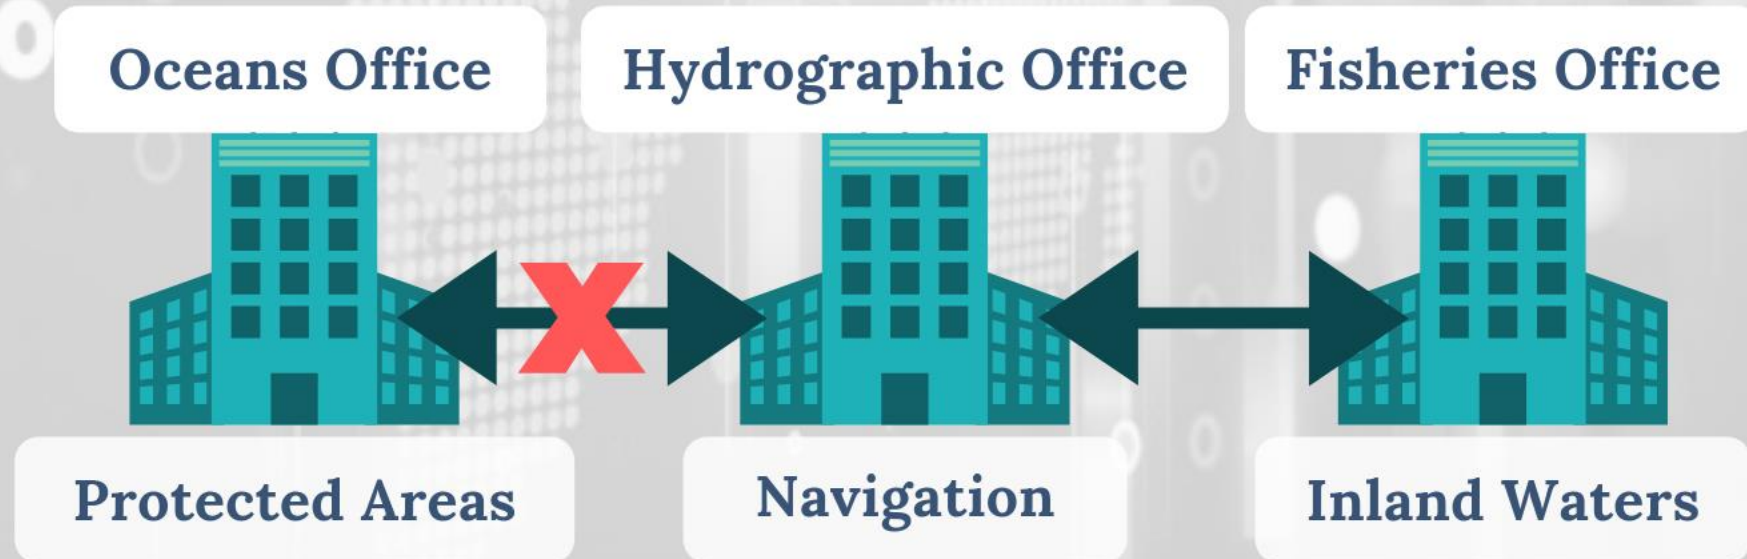 Oceans Office
Hydrographic Office
Fisheries Office
X
Protected Areas
Navigation
Inland Waters